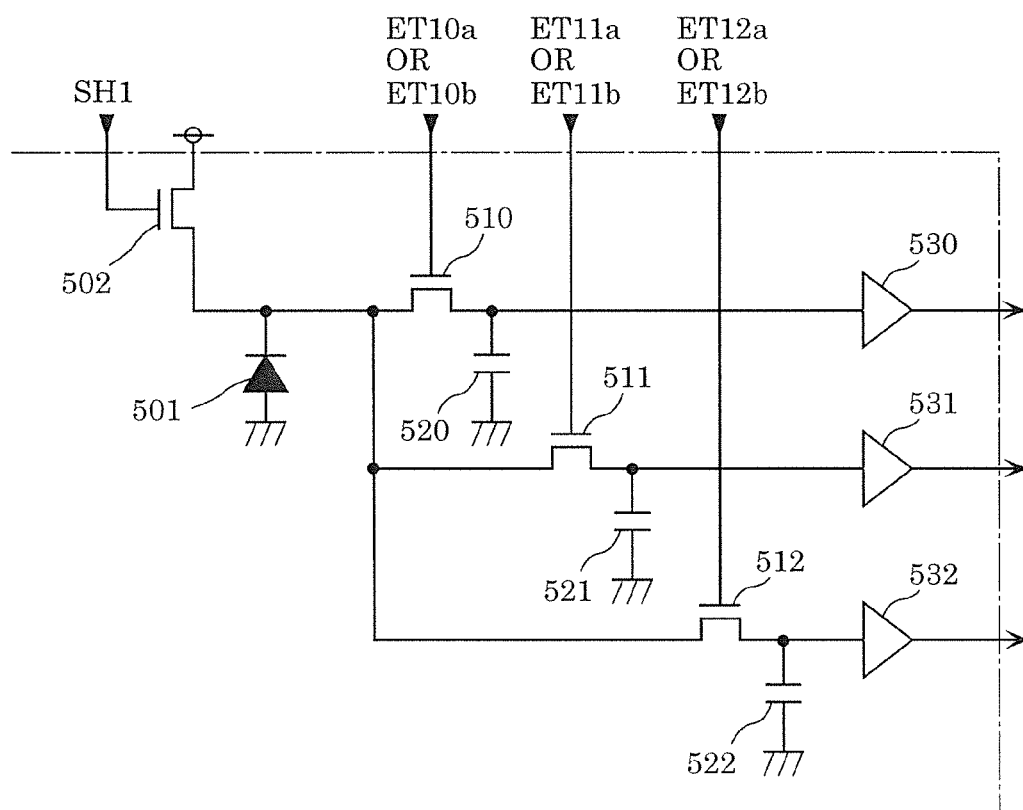 ET10a
OR
ET10b
ET11a
OR
ET11b
ET12a
OR
ET12b
SH1
502
510
530
501
520
511
531
521
512
532
522